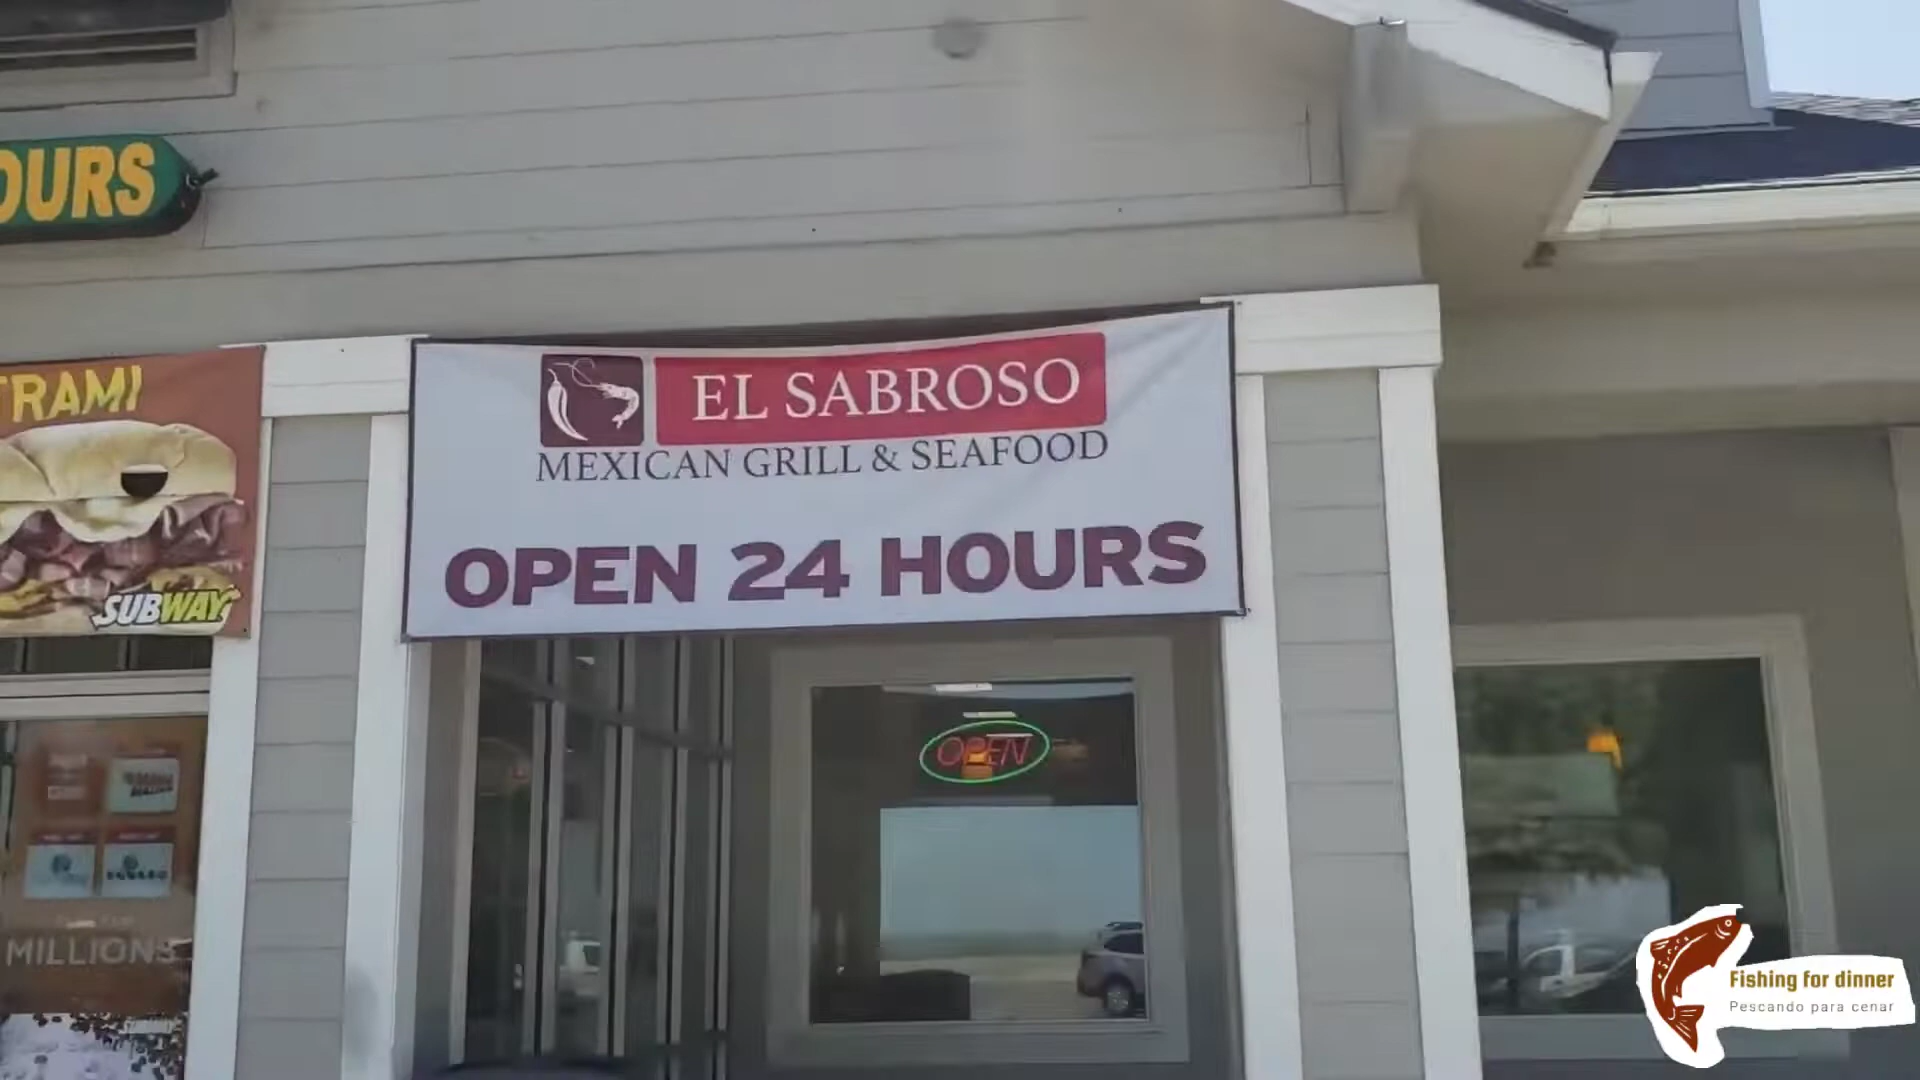 OURS
TRAMI
SUBWAY
EL SABROSO
MEXICAN GRILL & SEAFOOD
OPEN 24 HOURS
OPEN
MILLIONS
Fishing for dinner
Pescando para cenar